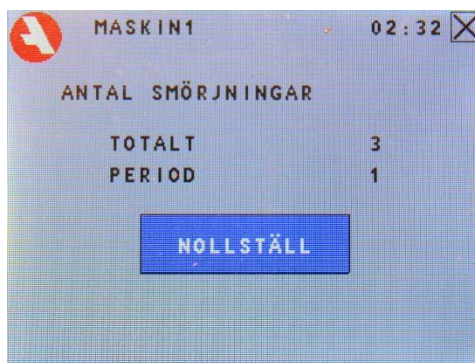 MASKIN1 02:32
ANTAL SMÖRJNINGAR
TOTALT 3
PERIOD 1
NOLLSTÄLL